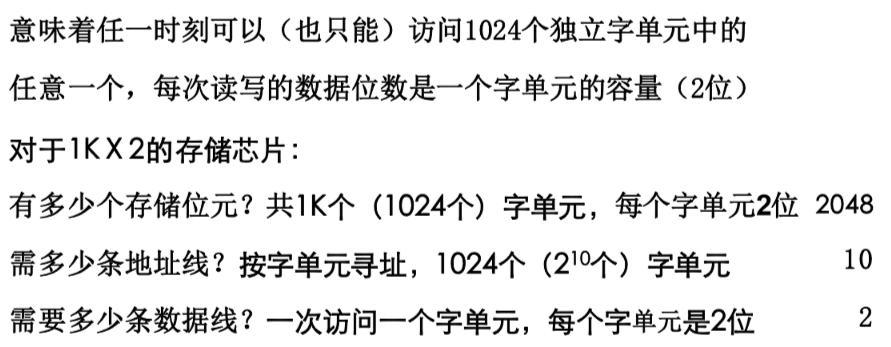 意味着任一时刻可以（也只能）访问1024个独立字单元中的
任意一个，每次读写的数据位数是一个字单元的容量（2位）
对于1K X 2的存储芯片：
有多少个存储位元？共1K个（1024个）字单元，每个字单元2位 2048
需多少条地址线？按字单元寻址，1024个（2¹⁰个）字单元 10
需要多少条数据线？一次访问一个字单元，每个字单元是2位 2